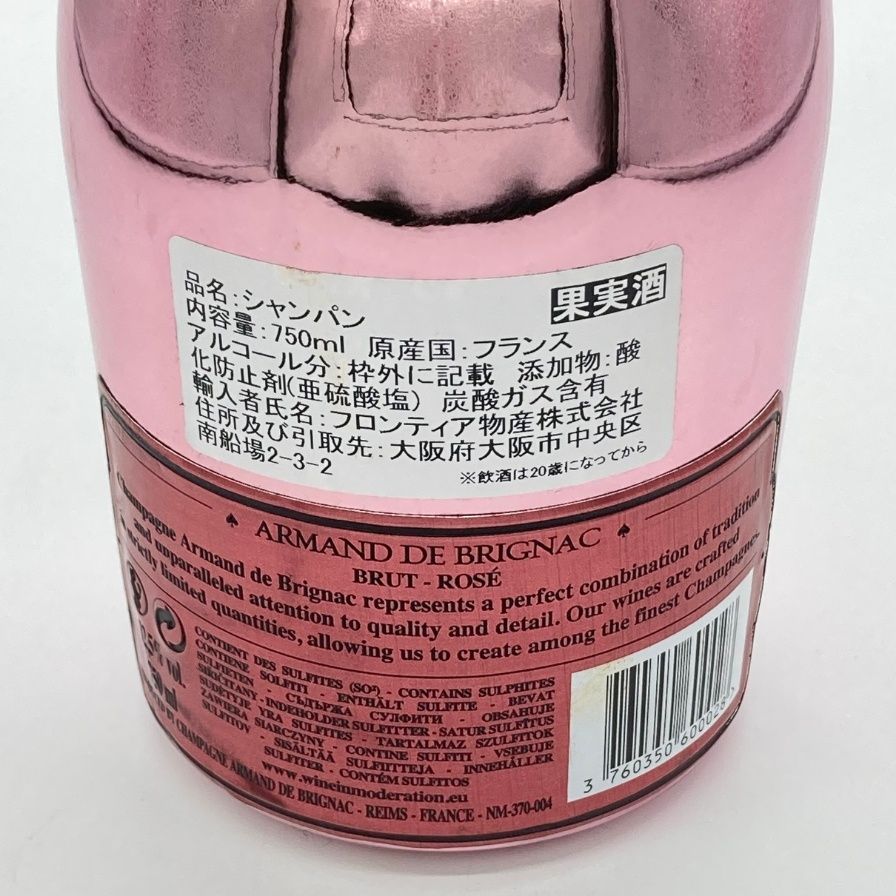 果実酒
品名:シャンパン
内容量:750ml 原産国:フランス
アルコール分:枠外に記載 添加物:酸
化防止剤(亜硫酸塩) 炭酸ガス含有
輸入者氏名:フロンティア物産株式会社
住所及び引取先:大阪府大阪市中央区
南船場2-3-2
※飲酒は20歳になってから
ARMAND DE BRIGNAC
BRUT - ROSÉ
Champagne Armand de Brignac represents a perfect combination of tradition
and unparalleled attention to quality and detail. Our wines are crafted
strictly limited quantities, allowing us to create among the finest Champagnes.
CONTIENT DES SULFITES (SO²) - CONTAINS SULPHITES
CONTIENE SOLFITI - ENTHÄLT SULFITE - BEVAT
SULFIETEN - СЪДЪРЖА СУЛФИТИ - OBSAHUJE
SIŘIČITANY - INDEHOLDER SULFITTER - SATUR SULFĪTUS
SUDĖTYJE YRA SULFITES - TARTALMAZ SZULFITOK
ZAWIERA SIARCZYNY - CONTINE SULFITI - VSEBUJE
SULFITOV - SISÄLTÄÄ SULFIITTEJA - INNEHÅLLER
SULFITER - CONTÉM SULFITOS
www.wineinmoderation.eu
BY CHAMPAGNE ARMAND DE BRIGNAC - REIMS - FRANCE - NM-370-004
3 760350 600028